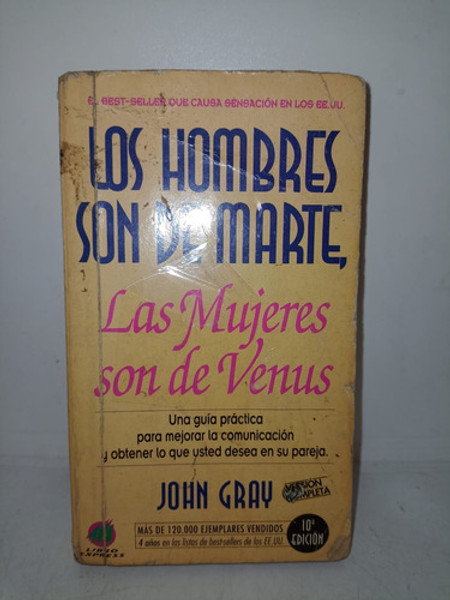 EL BEST-SELLER QUE CAUSA SENSACIÓN EN LOS EE.UU.
LOS HOMBRES
SON DE MARTE,
Las Mujeres
son de Venus
Una guía práctica
para mejorar la comunicación
y obtener lo que usted desea en su pareja.
JOHN GRAY
VERSION
COMPLETA
MÁS DE 120.000 EJEMPLARES VENDIDOS
4 años en las listas de best-sellers de los EE.UU.
10ª
EDICIÓN
LIBRO
EXPRESS